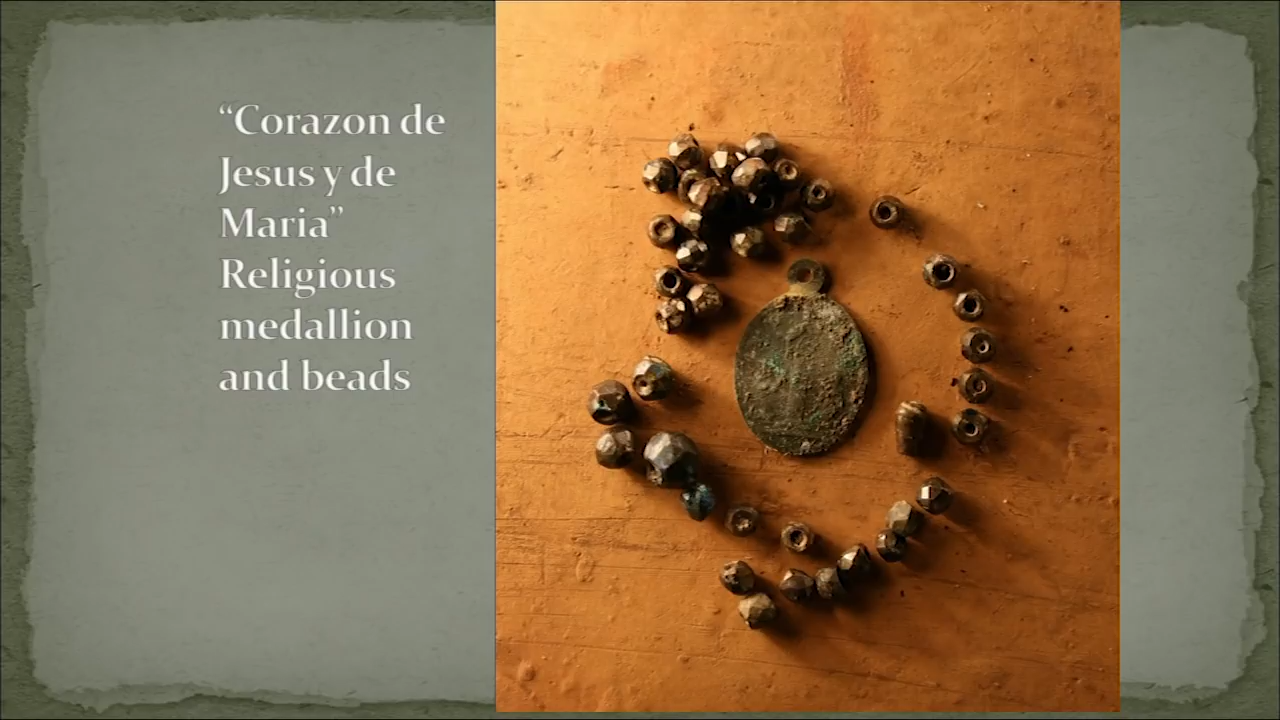 “Corazon de
Jesus y de
Maria”
Religious
medallion
and beads